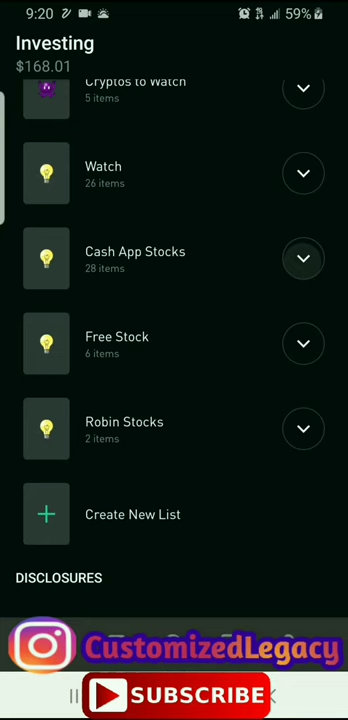 9:20
59%
Investing
$168.01
Cryptos to Watch
5 items
Watch
26 items
Cash App Stocks
28 items
Free Stock
6 items
Robin Stocks
2 items
Create New List
DISCLOSURES
CustomizedLegacy
SUBSCRIBE